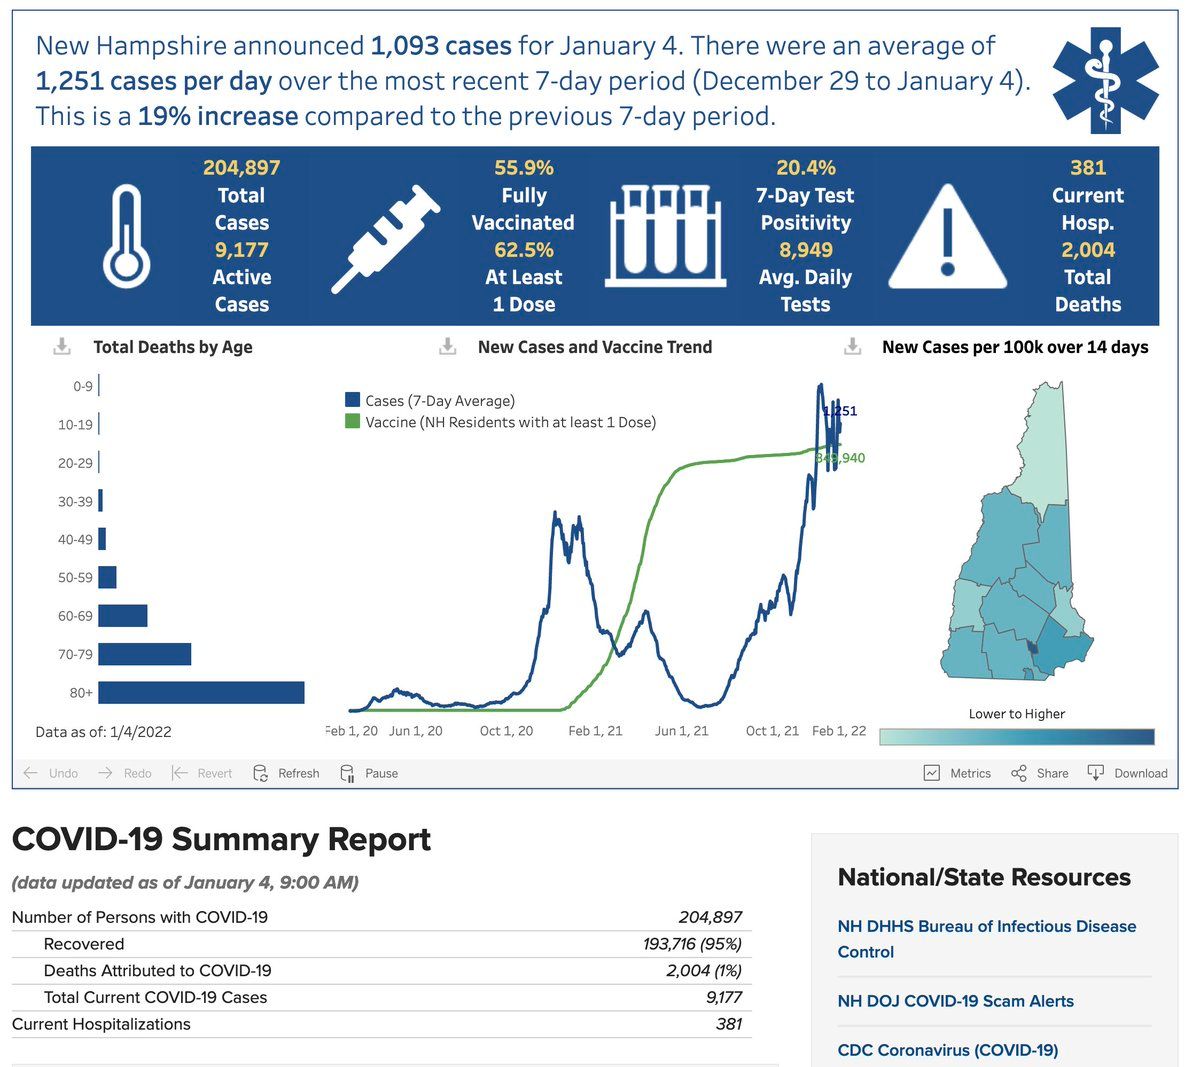 New Hampshire announced 1,093 cases for January 4. There were an average of
1,251 cases per day over the most recent 7-day period (December 29 to January 4).
This is a 19% increase compared to the previous 7-day period.
204,897
Total
Cases
9,177
Active
Cases
55.9%
Fully
Vaccinated
62.5%
At Least
1 Dose
20.4%
7-Day Test
Positivity
8,949
Avg. Daily
Tests
381
Current
Hosp.
2,004
Total
Deaths
Total Deaths by Age
0-9
10-19
20-29
30-39
40-49
50-59
60-69
70-79
80+
Data as of: 1/4/2022
New Cases and Vaccine Trend
Cases (7-Day Average)
Vaccine (NH Residents with at least 1 Dose)
1,251
Feb 1, 20 Jun 1, 20 Oct 1, 20 Feb 1, 21 Jun 1, 21 Oct 1, 21 Feb 1, 22
New Cases per 100k over 14 days
Lower to Higher
Undo Redo Revert Refresh Pause Metrics Share Download
COVID-19 Summary Report
(data updated as of January 4, 9:00 AM)
Number of Persons with COVID-19 204,897
Recovered 193,716 (95%)
Deaths Attributed to COVID-19 2,004 (1%)
Total Current COVID-19 Cases 9,177
Current Hospitalizations 381
National/State Resources
NH DHHS Bureau of Infectious Disease
Control
NH DOJ COVID-19 Scam Alerts
CDC Coronavirus (COVID-19)